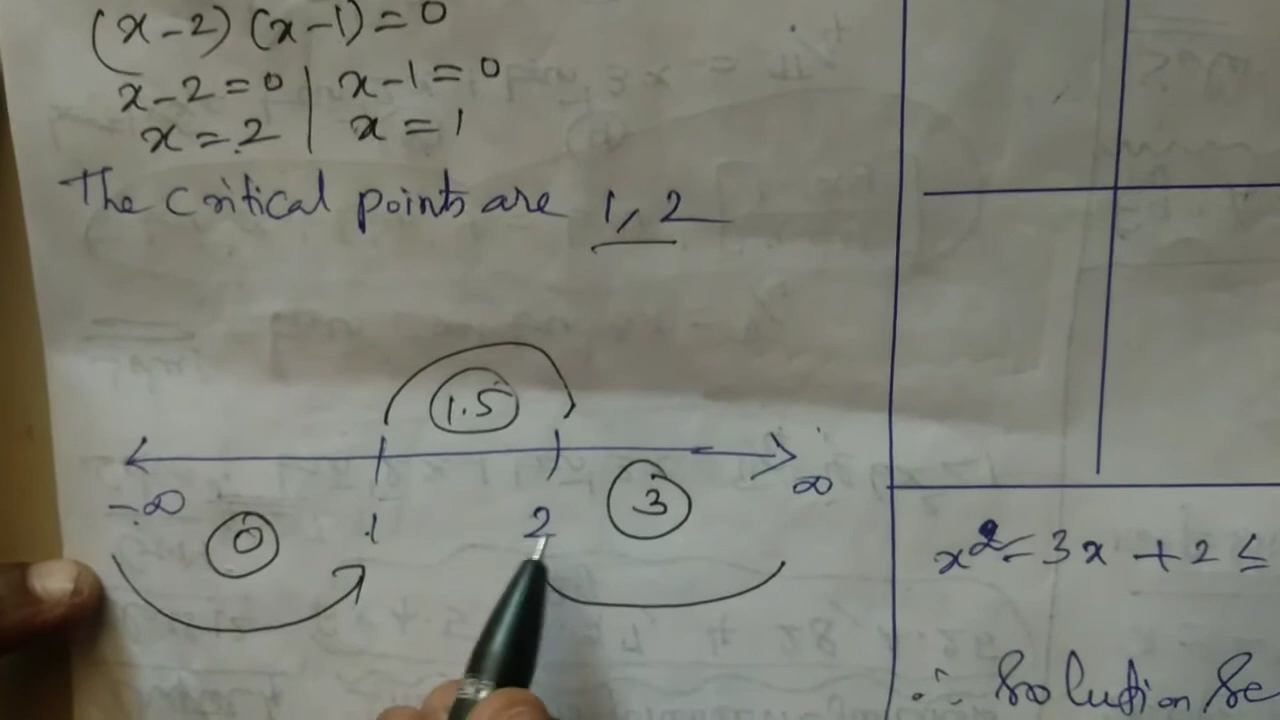 (x-2) (x-1) = 0
x-2=0 | x-1=0
x=2 | x=1
The critical points are 1, 2
1.5
-∞ 0 1 2 3 ∞
x²-3x+2 ≤
∴ Solution Se